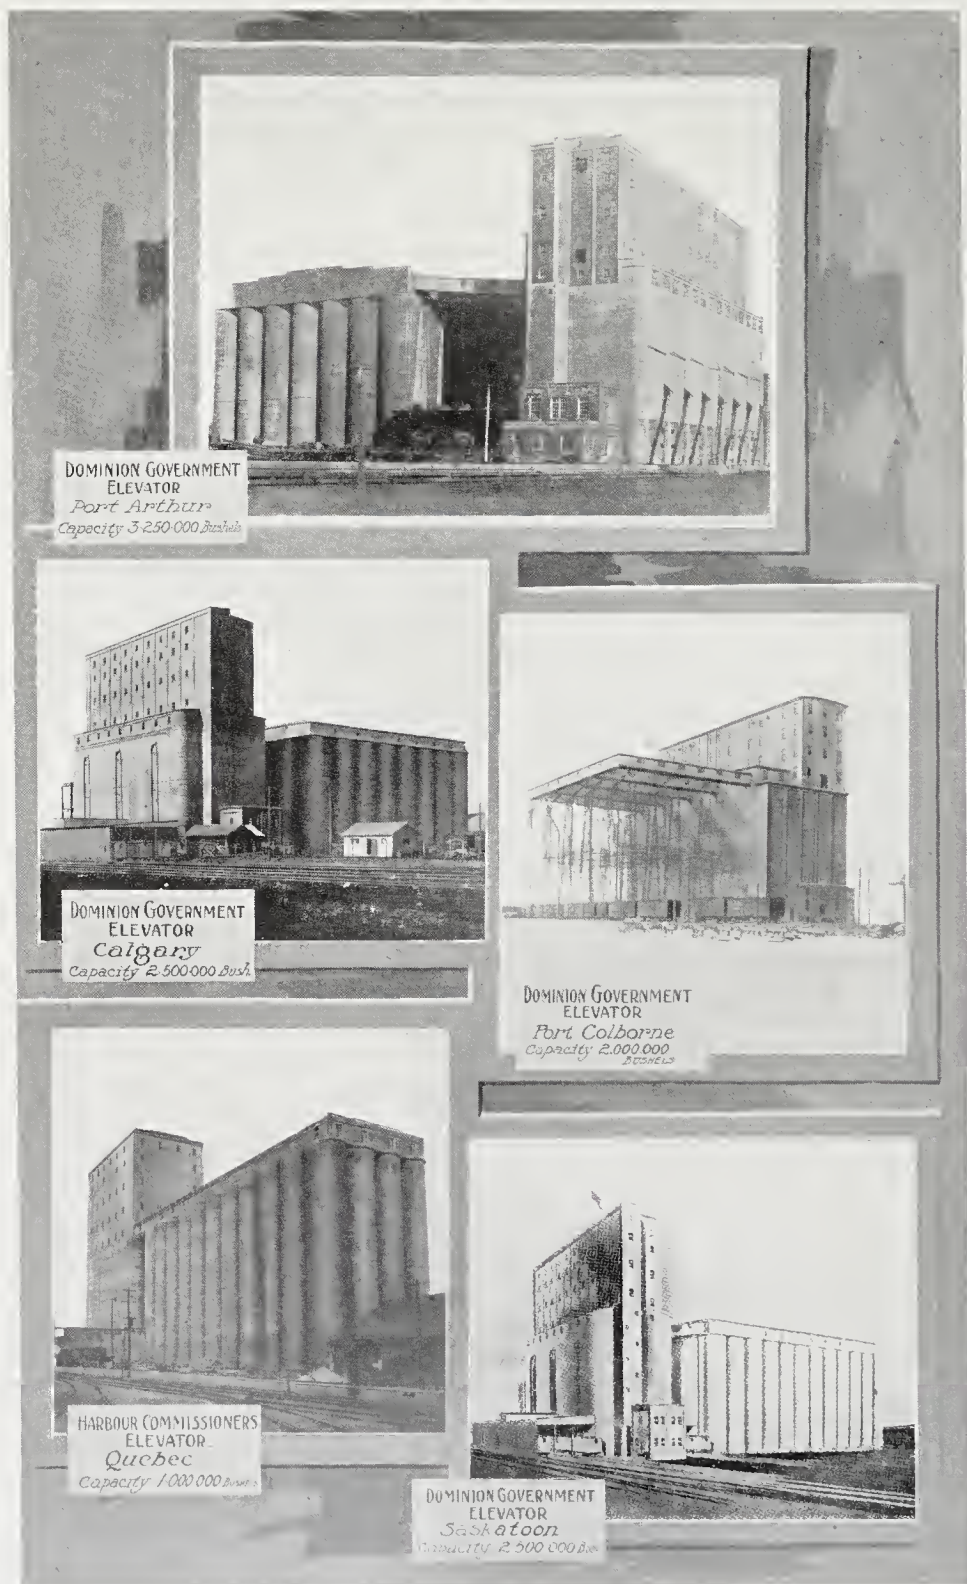 DOMINION GOVERNMENT
ELEVATOR
Port Arthur
Capacity 3·250·000 Bushels
DOMINION GOVERNMENT
ELEVATOR
Calgary
Capacity 2·500·000 Bush.
DOMINION GOVERNMENT
ELEVATOR
Port Colborne
Capacity 2.000.000
BUSHELS
HARBOUR COMMISSIONERS
ELEVATOR
Quebec
Capacity 1·000 000 Bushels
DOMINION GOVERNMENT
ELEVATOR
Saskatoon
Capacity 2 500 000 Bus.